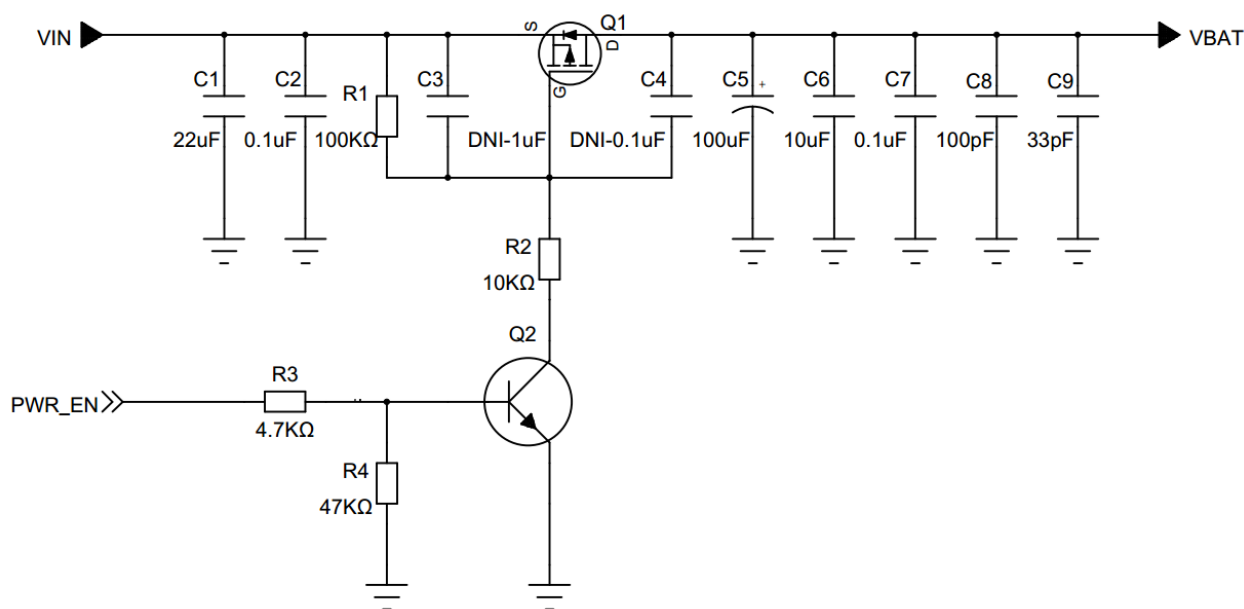 VIN
S
Q1
D
G
VBAT
C1
22uF
C2
0.1uF
R1
100KΩ
C3
DNI-1uF
C4
DNI-0.1uF
C5
+
100uF
C6
10uF
C7
0.1uF
C8
100pF
C9
33pF
R2
10KΩ
Q2
PWR_EN
R3
4.7KΩ
R4
47KΩ